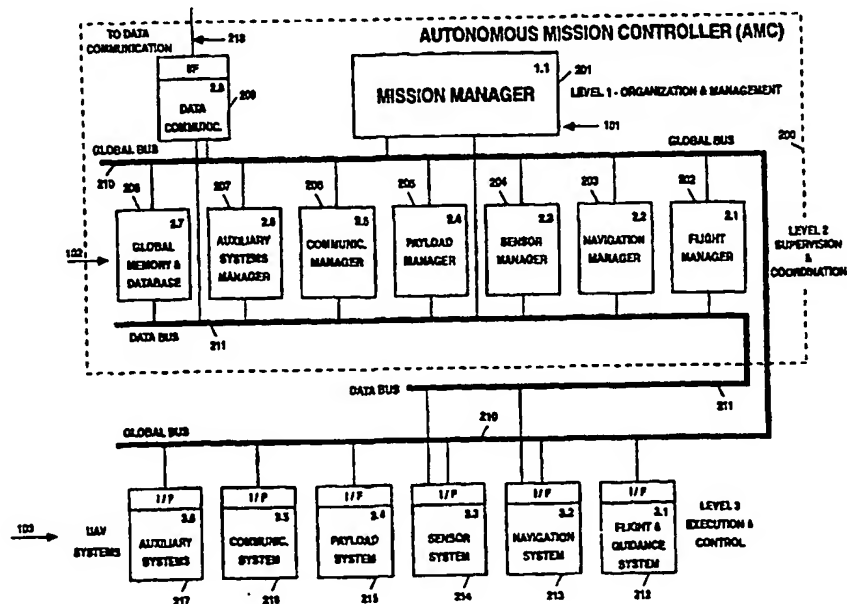 TO DATA
COMMUNICATION
218
AUTONOMOUS MISSION CONTROLLER (AMC)
I/F
2.8
DATA
COMMUNIC.
209
1.1
MISSION MANAGER
201
LEVEL 1 - ORGANIZATION & MANAGEMENT
101
200
GLOBAL BUS
GLOBAL BUS
210
208
207
206
205
204
203
202
2.7
GLOBAL
MEMORY &
DATABASE
2.6
AUXILIARY
SYSTEMS
MANAGER
2.5
COMMUNIC.
MANAGER
2.4
PAYLOAD
MANAGER
2.3
SENSOR
MANAGER
2.2
NAVIGATION
MANAGER
2.1
FLIGHT
MANAGER
LEVEL 2
SUPERVISION
&
COORDINATION
102
DATA BUS
211
DATA BUS
211
GLOBAL BUS
210
103
UAV
SYSTEMS
I/F
3.6
AUXILIARY
SYSTEMS
217
I/F
3.5
COMMUNIC.
SYSTEM
216
I/F
3.4
PAYLOAD
SYSTEM
215
I/F
3.3
SENSOR
SYSTEM
214
I/F
3.2
NAVIGATION
SYSTEM
213
I/F
3.1
FLIGHT &
GUIDANCE
SYSTEM
212
LEVEL 3
EXECUTION &
CONTROL